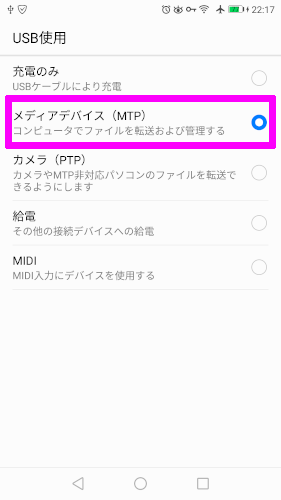 22:17
USB使用
充電のみ
USBケーブルにより充電
メディアデバイス（MTP）
コンピュータでファイルを転送および管理する
カメラ（PTP）
カメラやMTP非対応パソコンのファイルを転送で
きるようにします
給電
その他の接続デバイスへの給電
MIDI
MIDI入力にデバイスを使用する